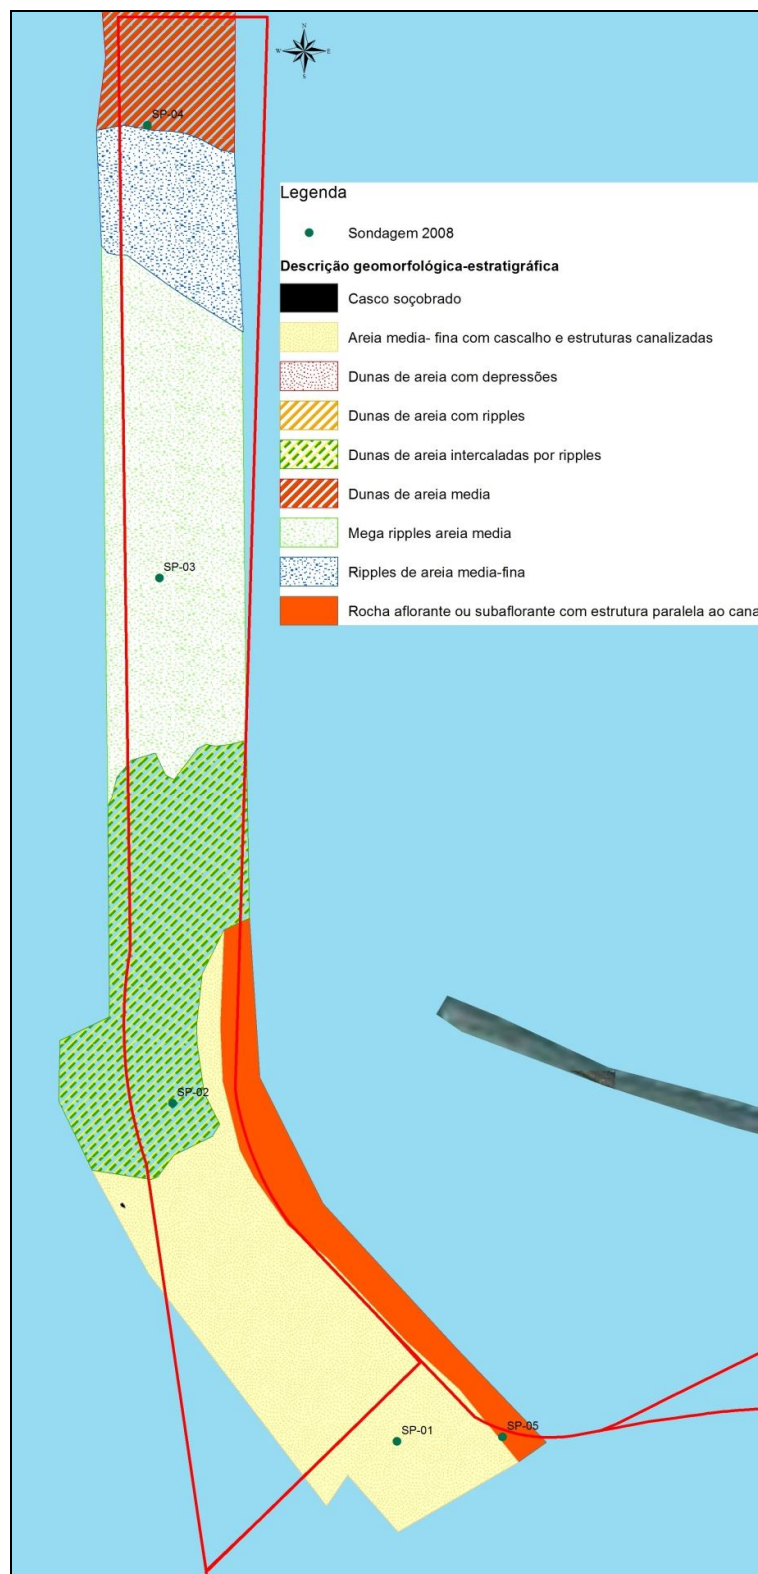 N
W E
S
SP-04
Legenda
Sondagem 2008
Descrição geomorfológica-estratigráfica
Casco soçobrado
Areia media- fina com cascalho e estruturas canalizadas
Dunas de areia com depressões
Dunas de areia com ripples
Dunas de areia intercaladas por ripples
Dunas de areia media
Mega ripples areia media
Ripples de areia media-fina
Rocha aflorante ou subaflorante com estrutura paralela ao cana
SP-03
SP-02
SP-01
SP-05